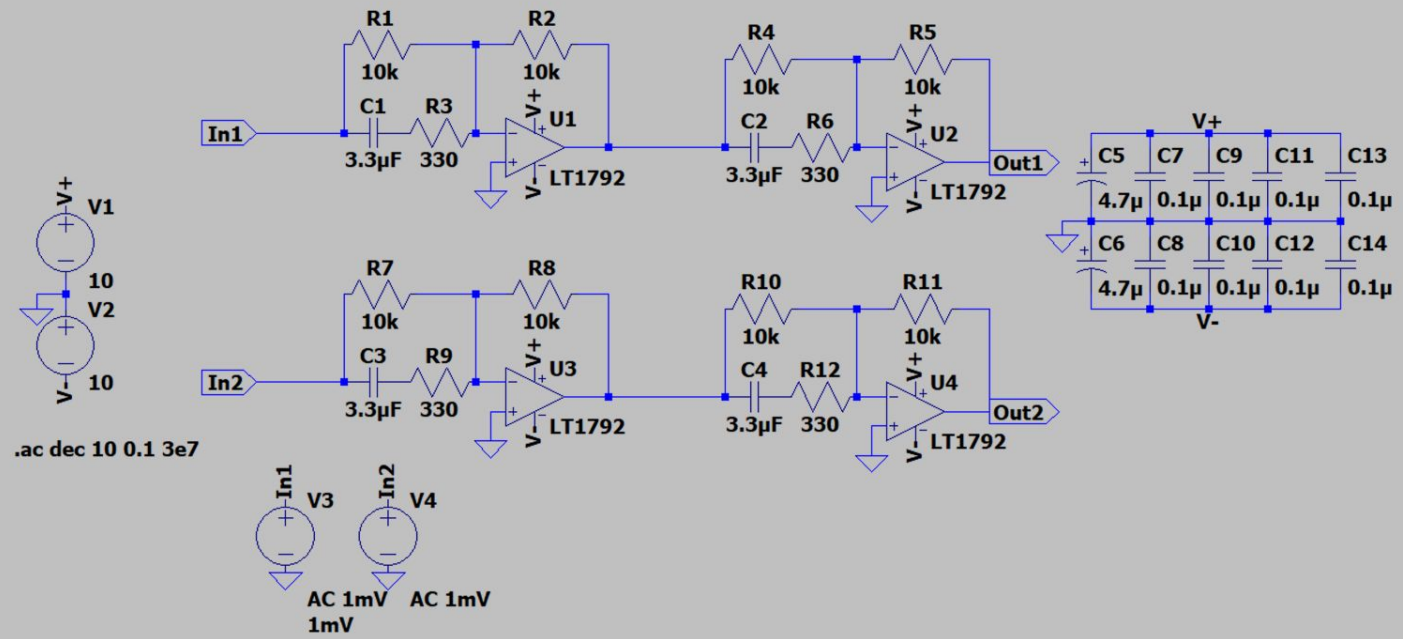 R1
10k
R2
10k
C1
3.3µF
R3
330
In1
V+
U1
V-
LT1792
R4
10k
R5
10k
C2
3.3µF
R6
330
V+
U2
V-
LT1792
Out1
V+
C5
4.7µ
C7
0.1µ
C9
0.1µ
C11
0.1µ
C13
0.1µ
C6
4.7µ
C8
0.1µ
C10
0.1µ
C12
0.1µ
C14
0.1µ
V-
V+
V1
10
V2
10
V-
R7
10k
R8
10k
C3
3.3µF
R9
330
In2
V+
U3
V-
LT1792
R10
10k
R11
10k
C4
3.3µF
R12
330
V+
U4
V-
LT1792
Out2
.ac dec 10 0.1 3e7
In1
V3
AC 1mV
1mV
In2
V4
AC 1mV